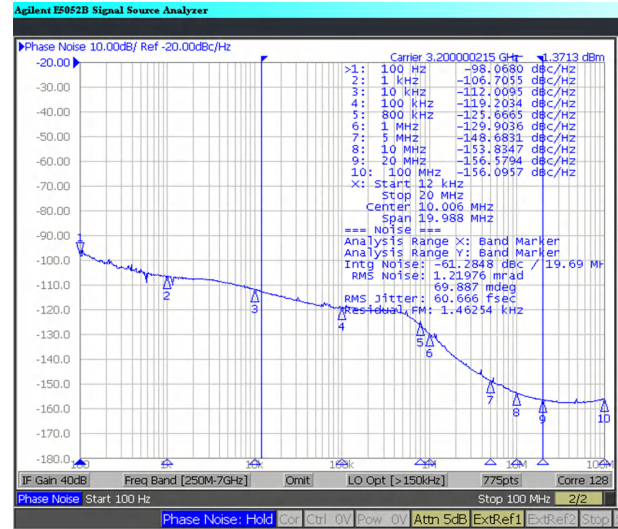 Agilent E5052B Signal Source Analyzer
▶Phase Noise 10.00dB/ Ref -20.00dBc/Hz
Carrier 3.200000215 GHz -1.3713 dBm
-20.00
>1: 100 Hz -98.0680 dBc/Hz
2: 1 kHz -106.7055 dBc/Hz
-30.00
3: 10 kHz -112.0095 dBc/Hz
4: 100 kHz -119.2034 dBc/Hz
-40.00
5: 800 kHz -125.6665 dBc/Hz
6: 1 MHz -129.9036 dBc/Hz
-50.00
7: 5 MHz -148.6831 dBc/Hz
8: 10 MHz -153.8347 dBc/Hz
9: 20 MHz -156.5794 dBc/Hz
-60.00
10: 100 MHz -156.0957 dBc/Hz
X: Start 12 kHz
-70.00
Stop 20 MHz
Center 10.006 MHz
-80.00
Span 19.988 MHz
=== Noise ===
-90.00
Analysis Range X: Band Marker
Analysis Range Y: Band Marker
-100.0
Intg Noise: -61.2848 dBc / 19.69 MH
RMS Noise: 1.21976 mrad
-110.0
69.887 mdeg
RMS Jitter: 60.666 fsec
-120.0
Residual FM: 1.46254 kHz
-130.0
-140.0
-150.0
-160.0
-170.0
-180.0
1
2
3
4
5
6
7
8
9
10
100 1k 10k 100k 1M 10M 100M
IF Gain 40dB Freq Band [250M-7GHz] Omit LO Opt [>150kHz] 775pts Corre 128
Phase Noise Start 100 Hz Stop 100 MHz 2/2
Phase Noise: Hold Cor Ctrl 0V Pow 0V Attn 5dB ExtRef1 ExtRef2 Stop